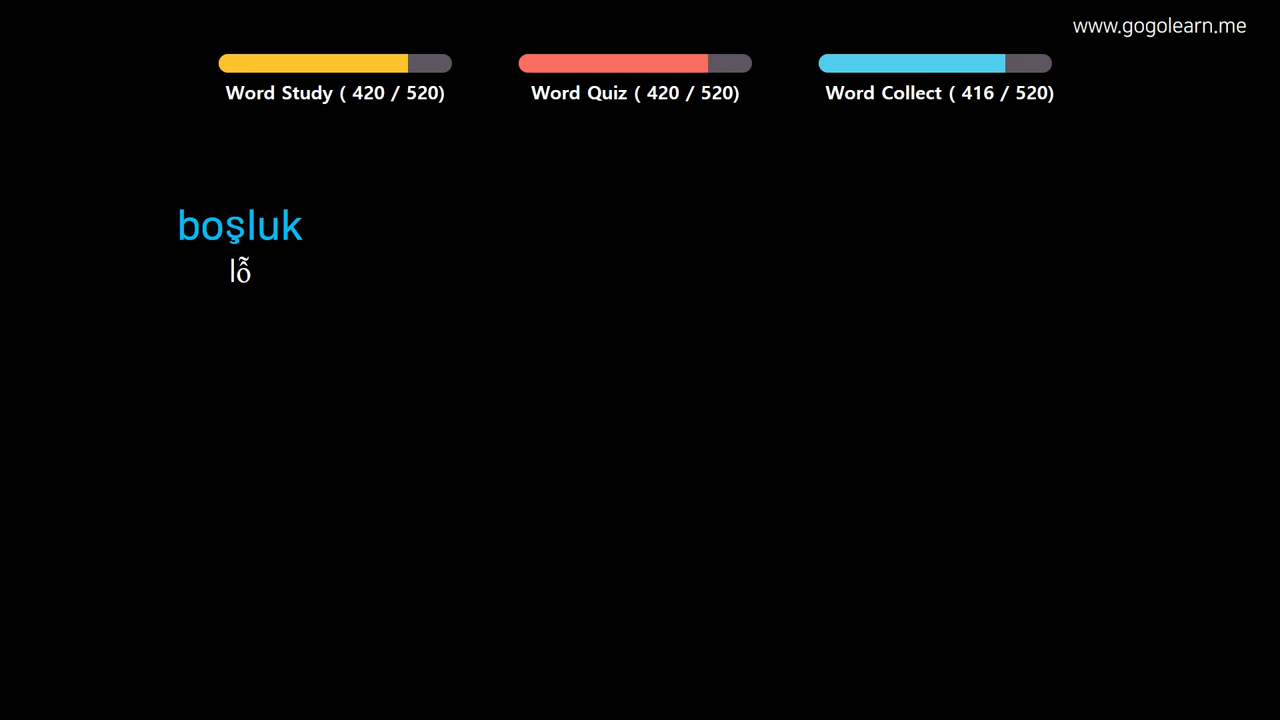 www.gogolearn.me
Word Study ( 420 / 520)
Word Quiz ( 420 / 520)
Word Collect ( 416 / 520)
boşluk
lỗ